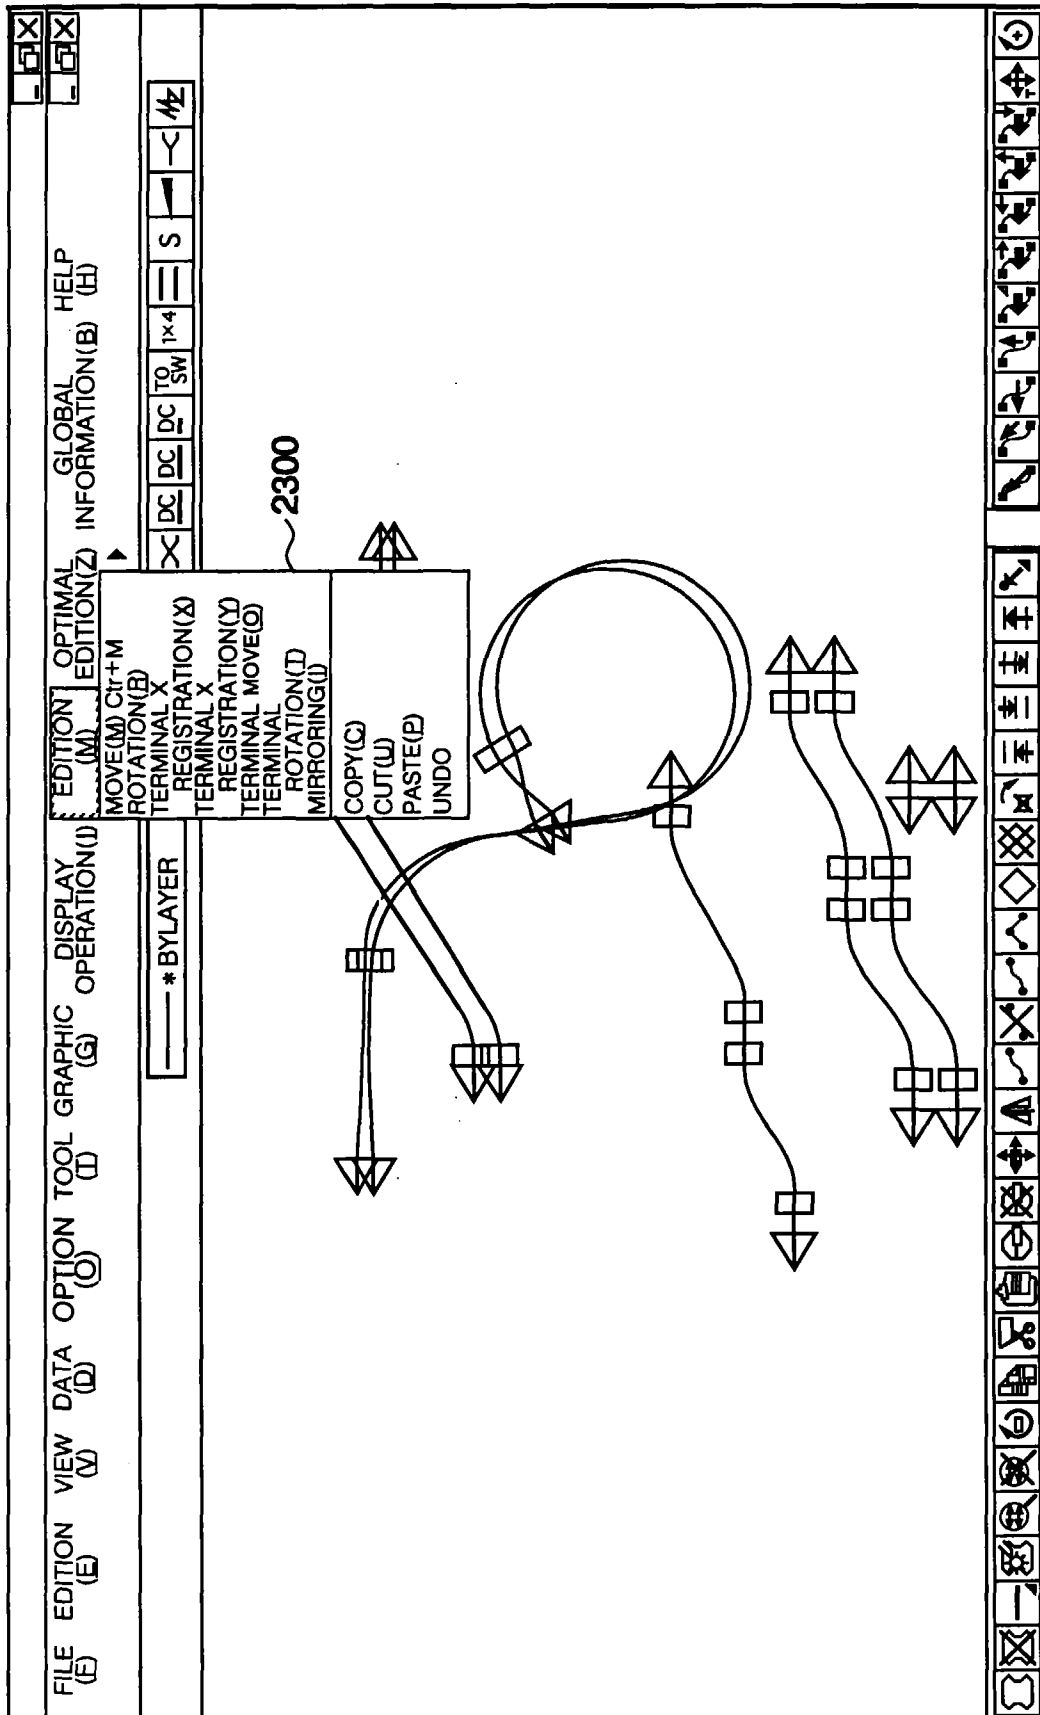 FILE EDITION VIEW DATA OPTION TOOL GRAPHIC DISPLAY EDITION OPTIMAL GLOBAL HELP
(F) (E) (V) (D) (O) (T) (G) OPERATION(I) (M) EDITION(Z) INFORMATION(B) (H)
MOVE(M) Ctr+M
ROTATION(R)
TERMINAL X
REGISTRATION(X)
TERMINAL X
REGISTRATION(Y)
TERMINAL MOVE(O)
TERMINAL
ROTATION(T)
MIRRORING(I)
COPY(C)
CUT(U)
PASTE(P)
UNDO
* BYLAYER
DC DC DC TO SW 1×4 S
2300
T